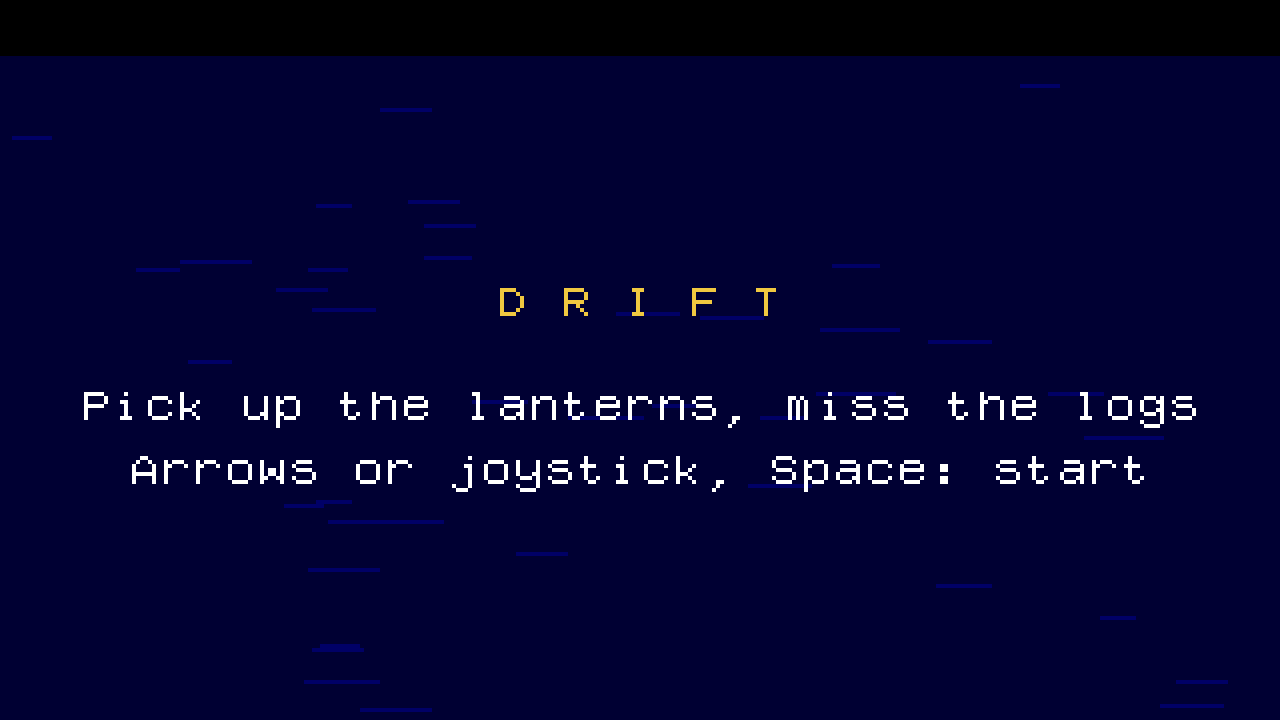 D R I F T
Pick up the lanterns, miss the logs
Arrows or joystick, Space: start